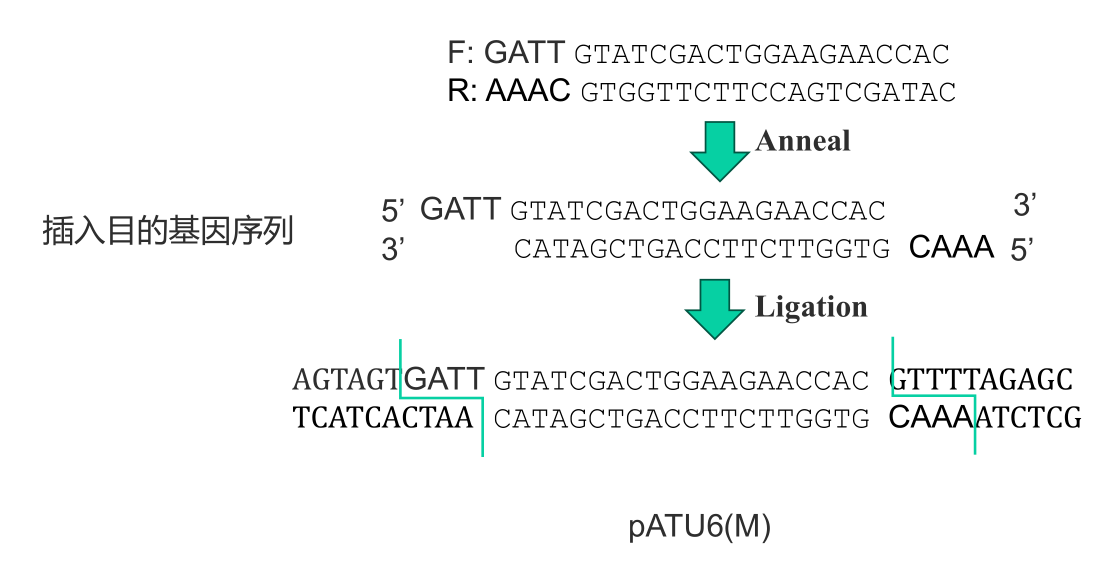 F: GATT GTATCGACTGGAAGAACCAC
R: AAAC GTGGTTCTTCCAGTCGATAC
Anneal
插入目的基因序列
5’ GATT GTATCGACTGGAAGAACCAC 3’
3’ CATAGCTGACCTTCTTGGTG CAAA 5’
Ligation
AGTAGTGATT GTATCGACTGGAAGAACCAC GTTTTAGAGC
TCATCACTAA CATAGCTGACCTTCTTGGTG CAAAATCTCG
pATU6(M)